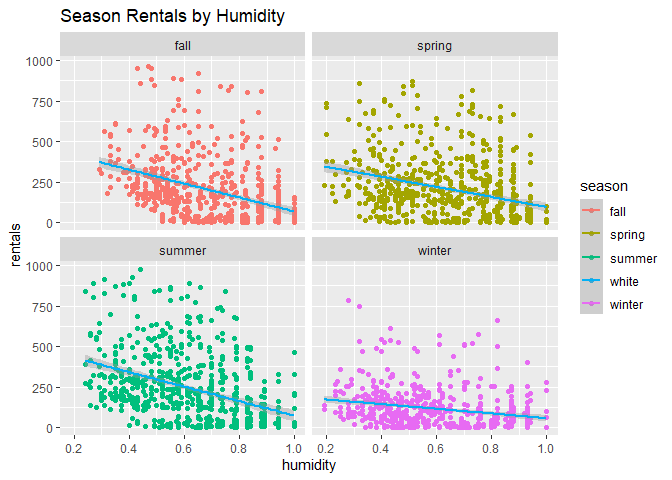 Season Rentals by Humidity
fall
spring
1000
750
500
250
0
summer
winter
1000
750
500
250
0
rentals
0.2 0.4 0.6 0.8 1.0
0.2 0.4 0.6 0.8 1.0
humidity
season
fall
spring
summer
white
winter